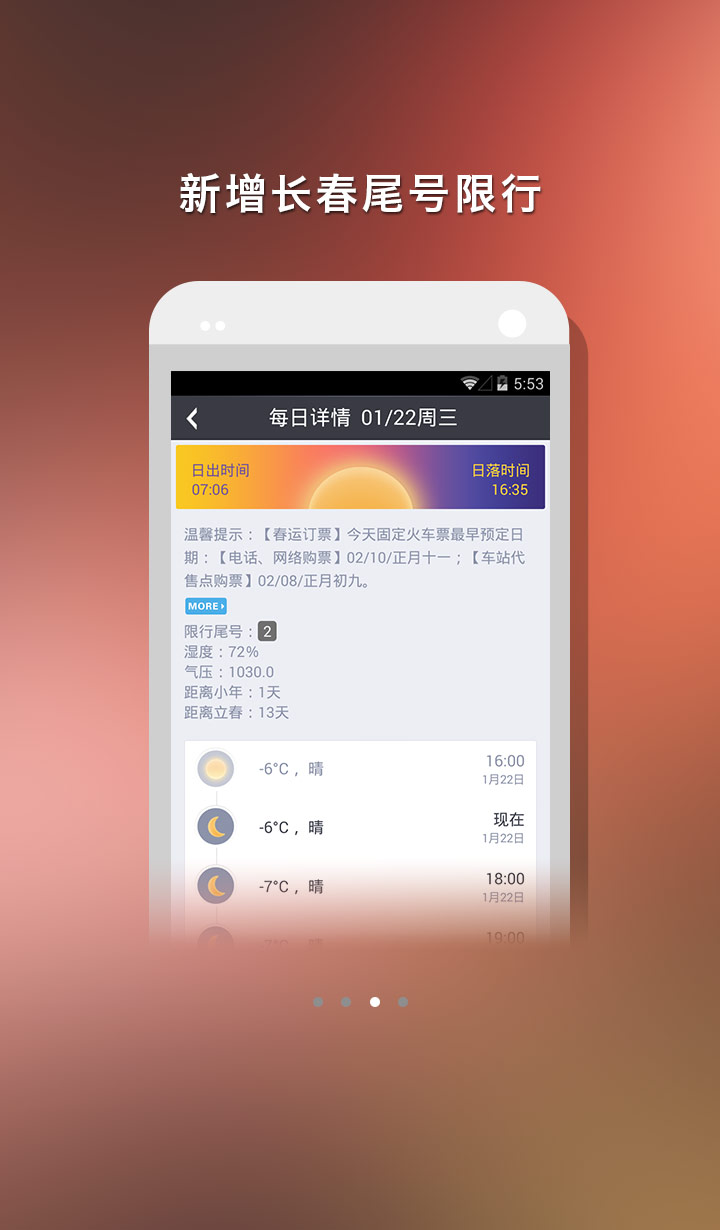 新增长春尾号限行
5:53
每日详情 01/22周三
日出时间 日落时间
07:06 16:35
温馨提示：【春运订票】今天固定火车票最早预定日
期：【电话、网络购票】02/10/正月十一；【车站代
售点购票】02/08/正月初九。
MORE
限行尾号：2
湿度：72%
气压：1030.0
距离小年：1天
距离立春：13天
-6°C ，晴 16:00
1月22日
-6°C ，晴 现在
1月22日
-7°C ，晴 18:00
1月22日
-7°C ，晴 19:00